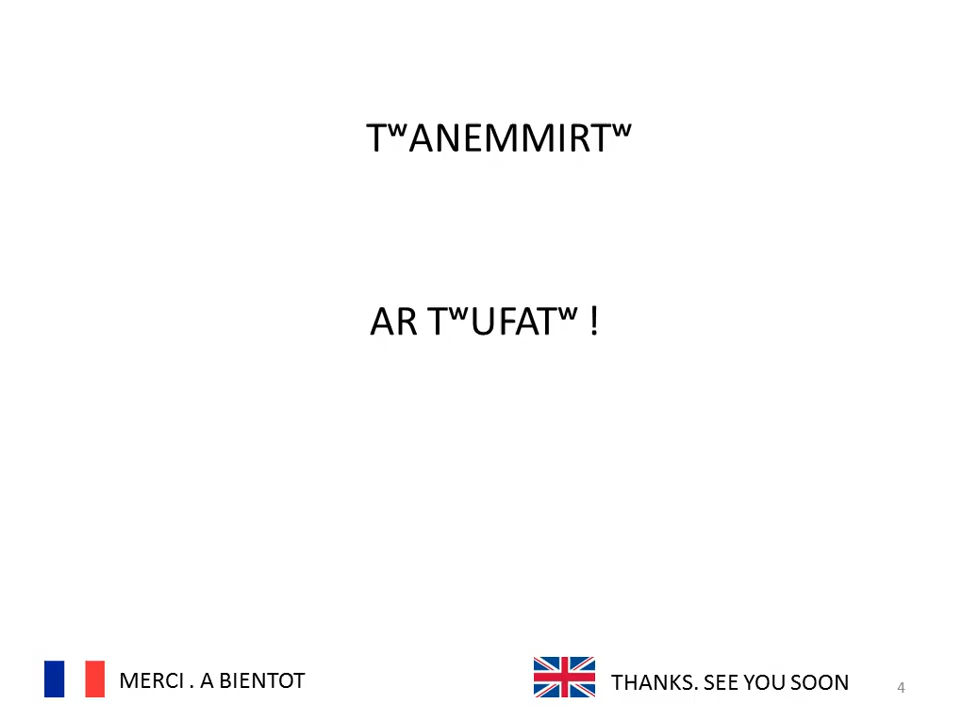 TʷANEMMIRTʷ
AR TʷUFATʷ !
MERCI . A BIENTOT
THANKS. SEE YOU SOON
4